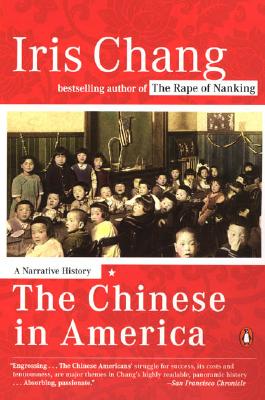 Iris Chang
bestselling author of The Rape of Nanking
A Narrative History
The Chinese
in America
"Engrossing . . . The Chinese Americans' struggle for success, its costs and
tenuousness, are major themes in Chang's highly readable, panoramic history
. . . Absorbing, passionate." —San Francisco Chronicle